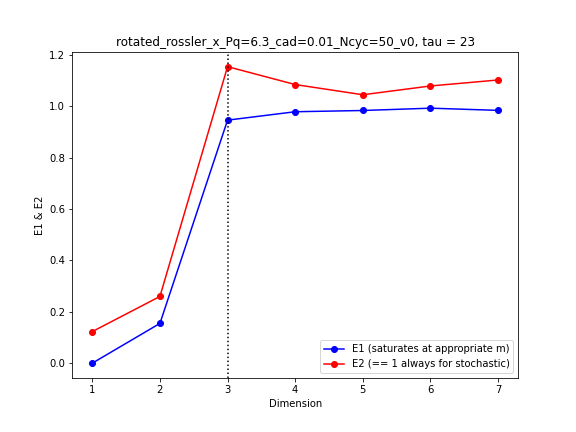 rotated_rossler_x_Pq=6.3_cad=0.01_Ncyc=50_v0, tau = 23
1.2
1.0
0.8
0.6
0.4
0.2
0.0
E1 & E2
E1 (saturates at appropriate m)
E2 (== 1 always for stochastic)
1 2 3 4 5 6 7
Dimension